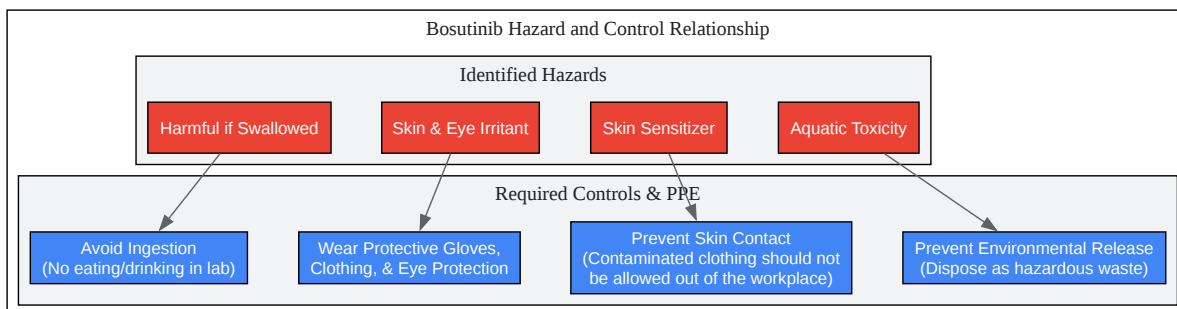 Bosutinib Hazard and Control Relationship
Identified Hazards
Harmful if Swallowed
Skin & Eye Irritant
Skin Sensitizer
Aquatic Toxicity
Required Controls & PPE
Avoid Ingestion
(No eating/drinking in lab)
Wear Protective Gloves,
Clothing, & Eye Protection
Prevent Skin Contact
(Contaminated clothing should not
be allowed out of the workplace)
Prevent Environmental Release
(Dispose as hazardous waste)